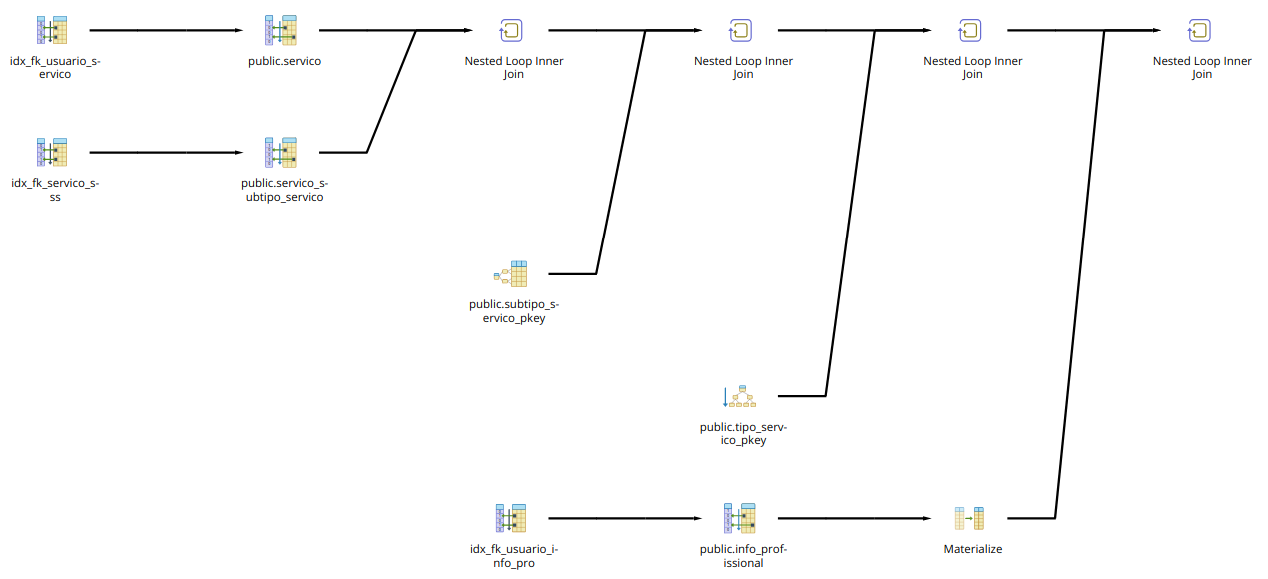 idx_fk_usuario_s-
ervico
public.servico
Nested Loop Inner
Join
Nested Loop Inner
Join
Nested Loop Inner
Join
Nested Loop Inner
Join
idx_fk_servico_s-
ss
public.servico_s-
ubtipo_servico
public.subtipo_s-
ervico_pkey
public.tipo_serv-
ico_pkey
idx_fk_usuario_i-
nfo_pro
public.info_prof-
issional
Materialize